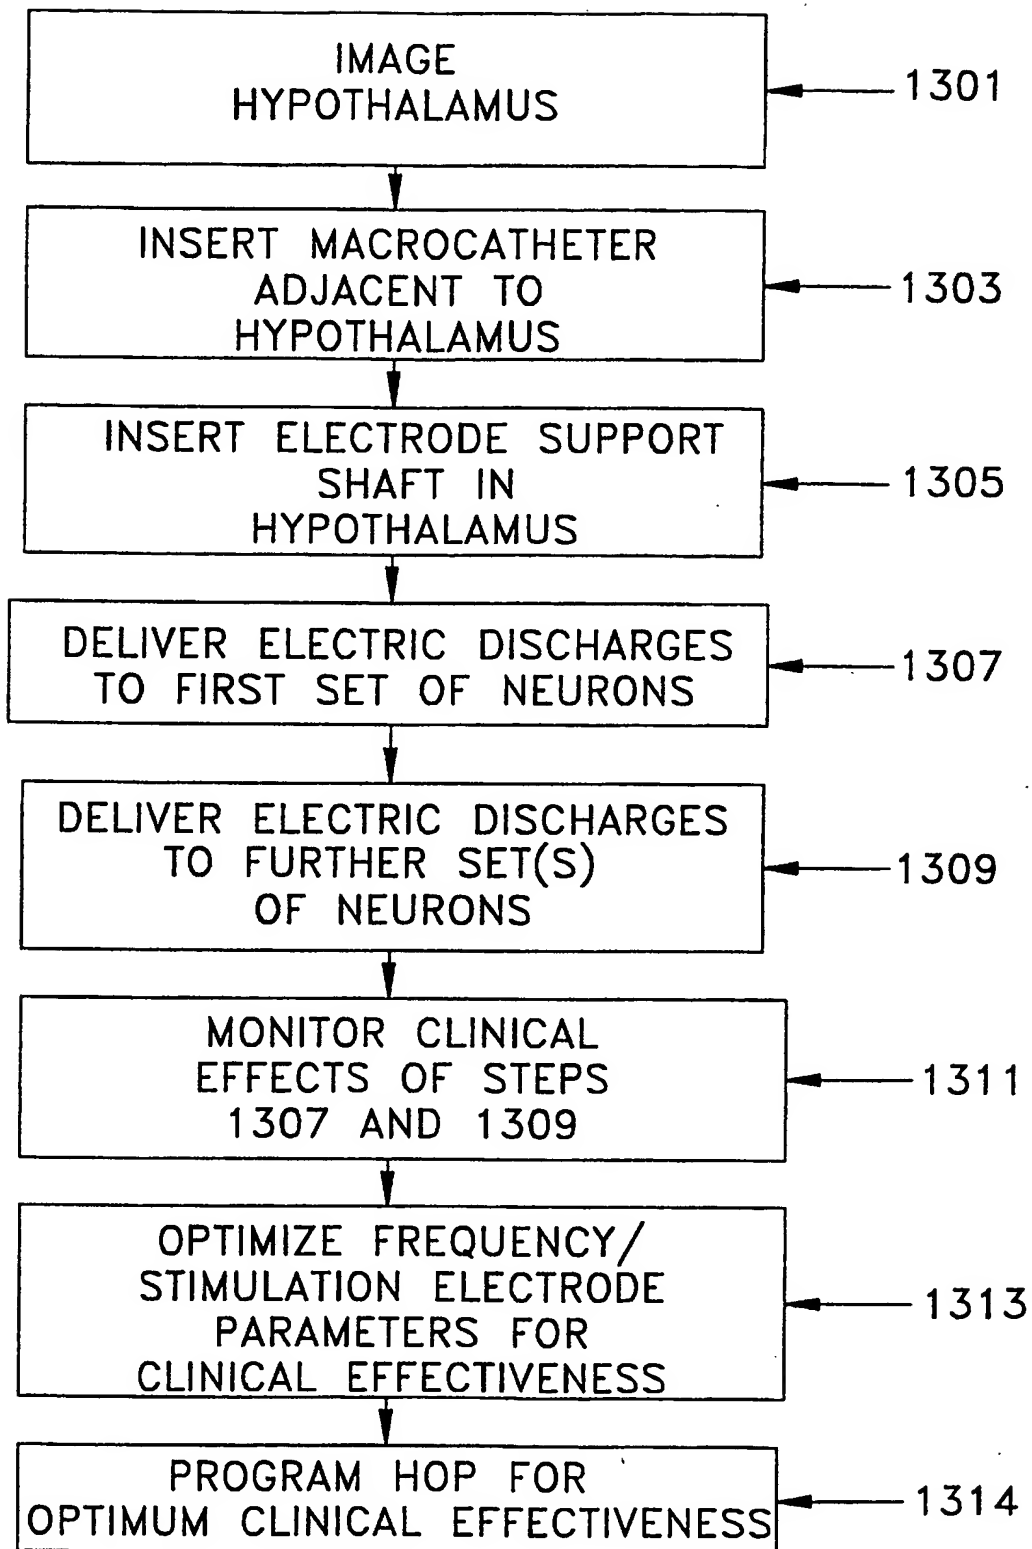 IMAGE
HYPOTHALAMUS
1301
INSERT MACROCATHETER
ADJACENT TO
HYPOTHALAMUS
1303
INSERT ELECTRODE SUPPORT
SHAFT IN
HYPOTHALAMUS
1305
DELIVER ELECTRIC DISCHARGES
TO FIRST SET OF NEURONS
1307
DELIVER ELECTRIC DISCHARGES
TO FURTHER SET(S)
OF NEURONS
1309
MONITOR CLINICAL
EFFECTS OF STEPS
1307 AND 1309
1311
OPTIMIZE FREQUENCY/
STIMULATION ELECTRODE
PARAMETERS FOR
CLINICAL EFFECTIVENESS
1313
PROGRAM HOP FOR
OPTIMUM CLINICAL EFFECTIVENESS
1314